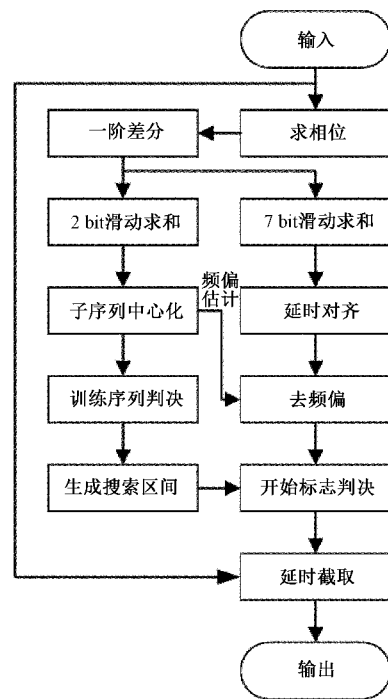 输入
一阶差分
求相位
2 bit滑动求和
7 bit滑动求和
子序列中心化
频偏
估计
延时对齐
训练序列判决
去频偏
生成搜索区间
开始标志判决
延时截取
输出